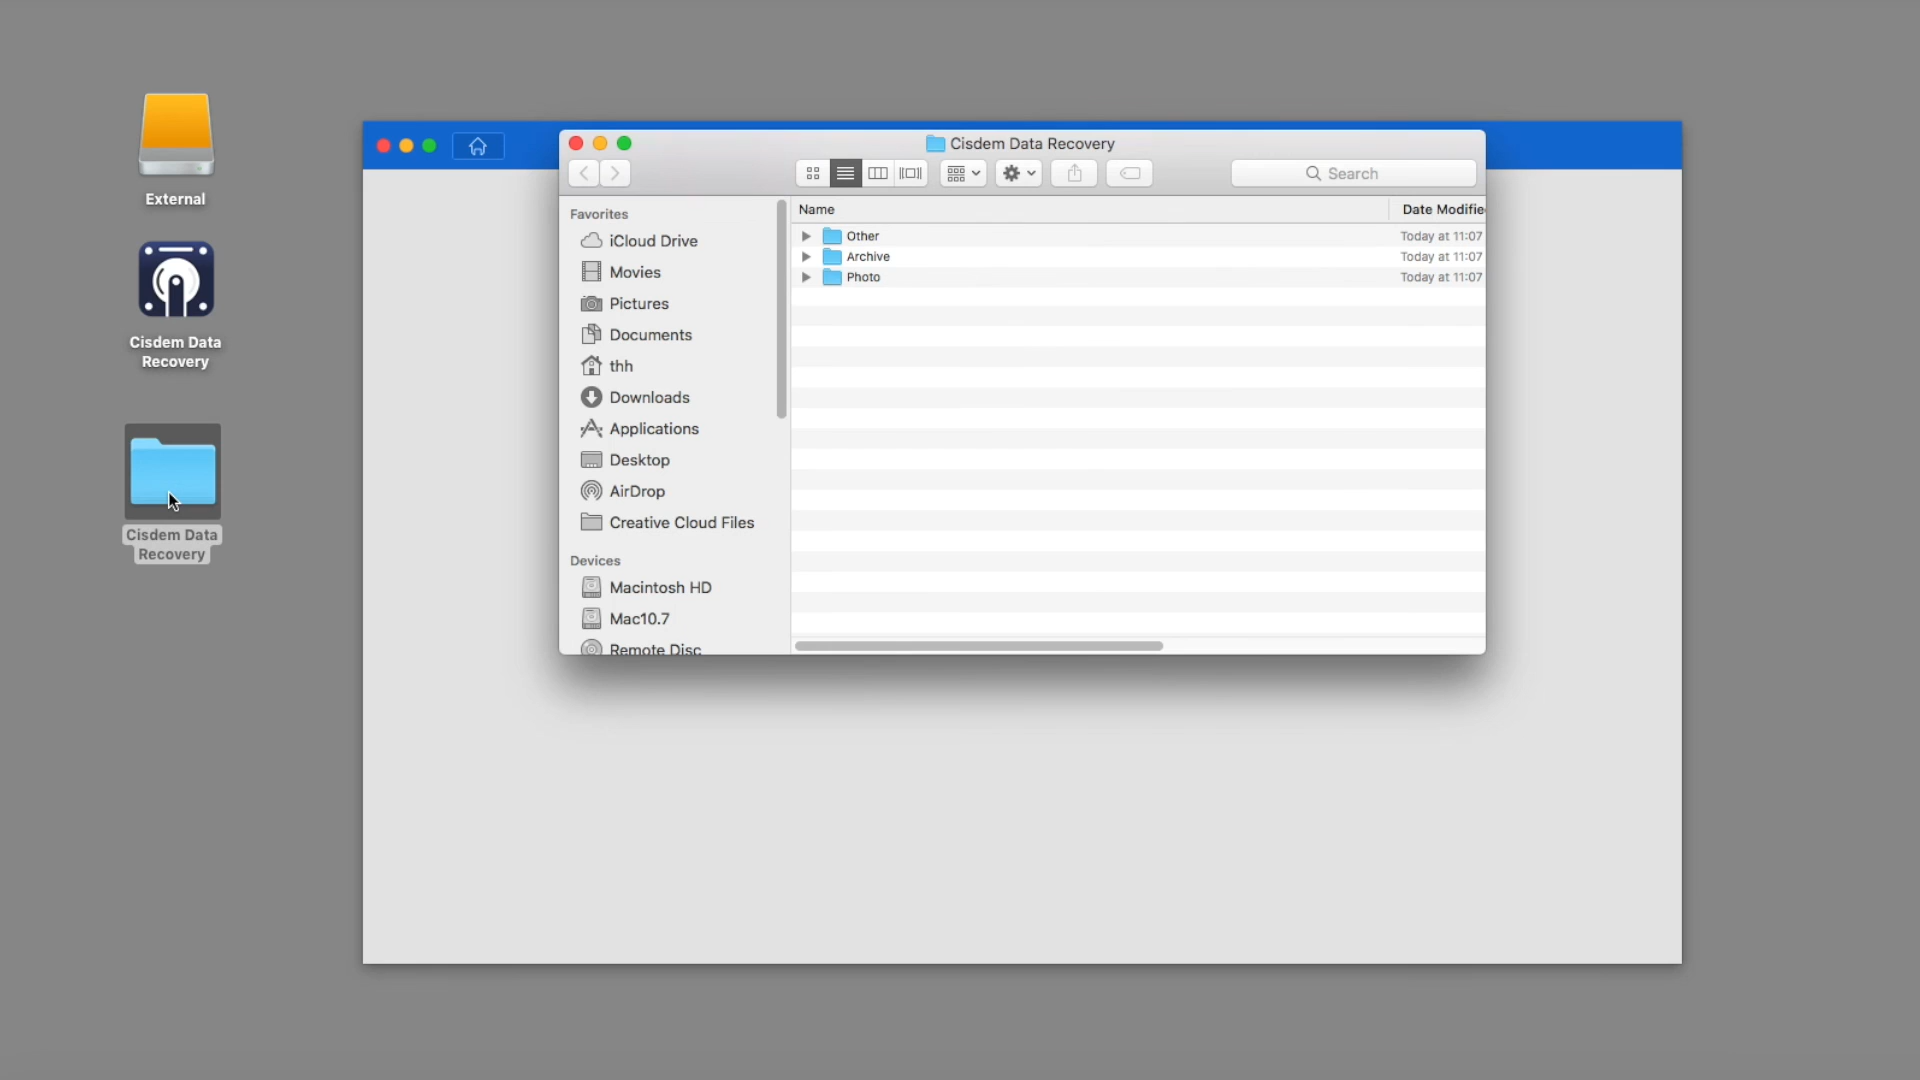 External
Cisdem Data
Recovery
Cisdem Data
Recovery
Cisdem Data Recovery
Search
Favorites
iCloud Drive
Movies
Pictures
Documents
thh
Downloads
Applications
Desktop
AirDrop
Creative Cloud Files
Devices
Macintosh HD
Mac10.7
Remote Disc
Name Date Modifie
Other Today at 11:07
Archive Today at 11:07
Photo Today at 11:07